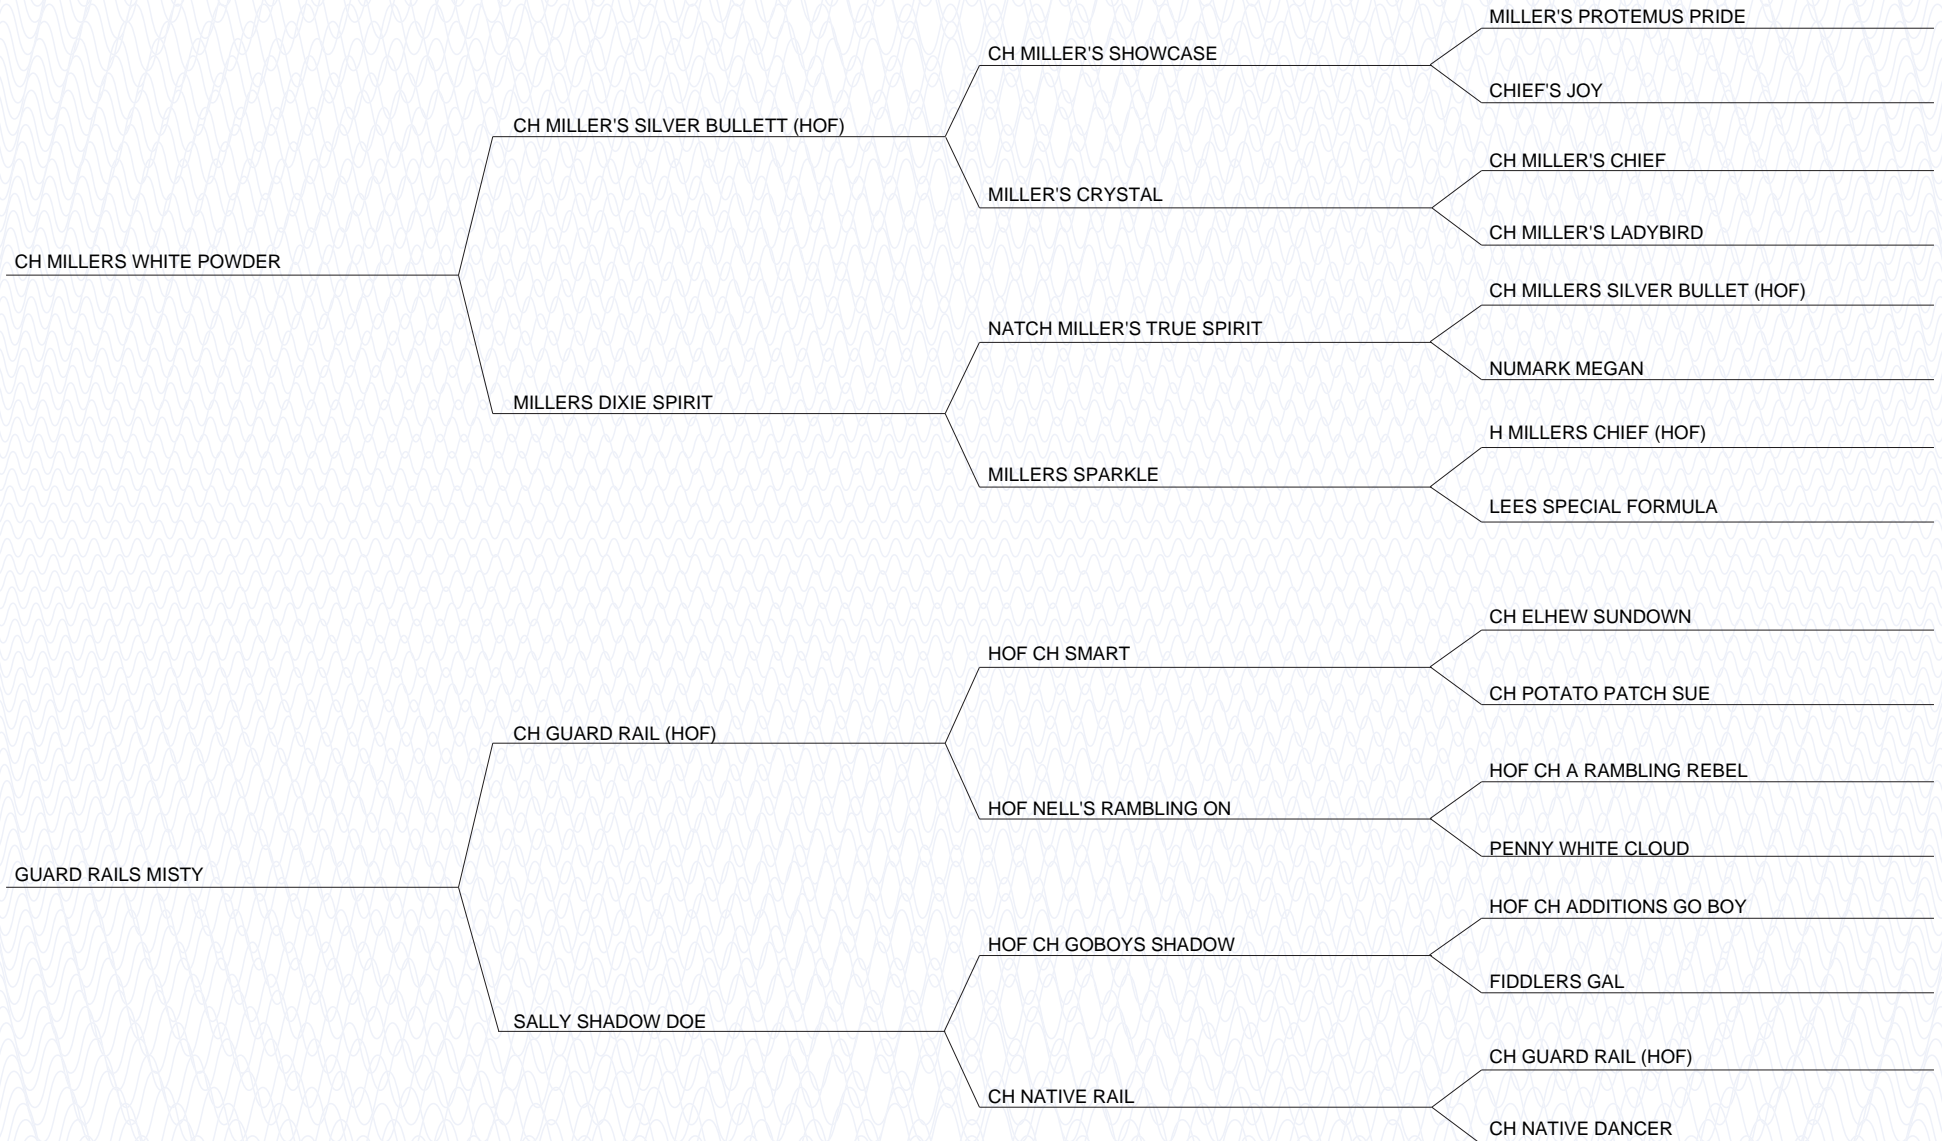 MILLER'S PROTEMUS PRIDE
CH MILLER'S SHOWCASE
CHIEF'S JOY
CH MILLER'S SILVER BULLETT (HOF)
CH MILLER'S CHIEF
MILLER'S CRYSTAL
CH MILLER'S LADYBIRD
CH MILLERS WHITE POWDER
CH MILLERS SILVER BULLET (HOF)
NATCH MILLER'S TRUE SPIRIT
NUMARK MEGAN
MILLERS DIXIE SPIRIT
H MILLERS CHIEF (HOF)
MILLERS SPARKLE
LEES SPECIAL FORMULA
CH ELHEW SUNDOWN
HOF CH SMART
CH POTATO PATCH SUE
CH GUARD RAIL (HOF)
HOF CH A RAMBLING REBEL
HOF NELL'S RAMBLING ON
PENNY WHITE CLOUD
GUARD RAILS MISTY
HOF CH ADDITIONS GO BOY
HOF CH GOBOYS SHADOW
FIDDLERS GAL
SALLY SHADOW DOE
CH GUARD RAIL (HOF)
CH NATIVE RAIL
CH NATIVE DANCER